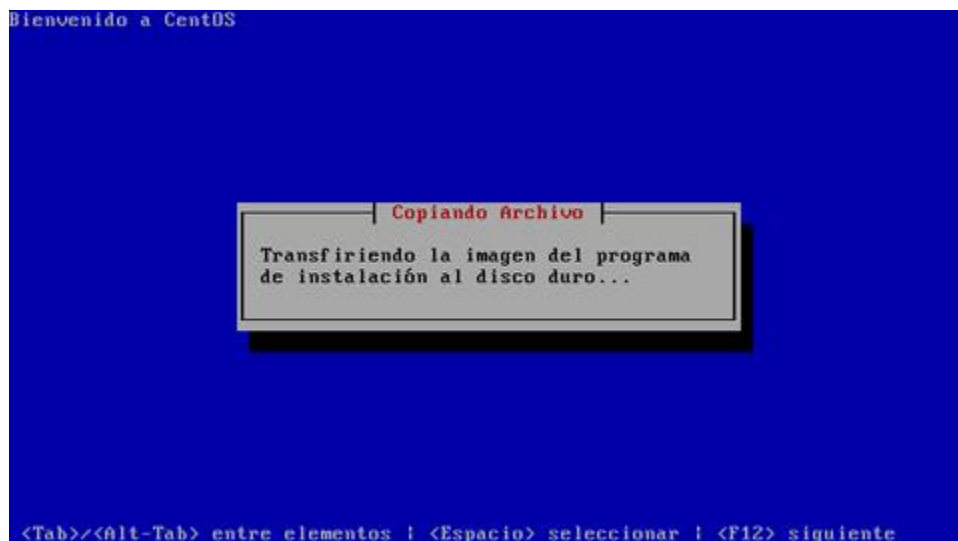 Bienvenido a CentOS
Copiando Archivo
Transfiriendo la imagen del programa
de instalación al disco duro...
<Tab>/<Alt-Tab> entre elementos | <Espacio> seleccionar | <F12> siguiente